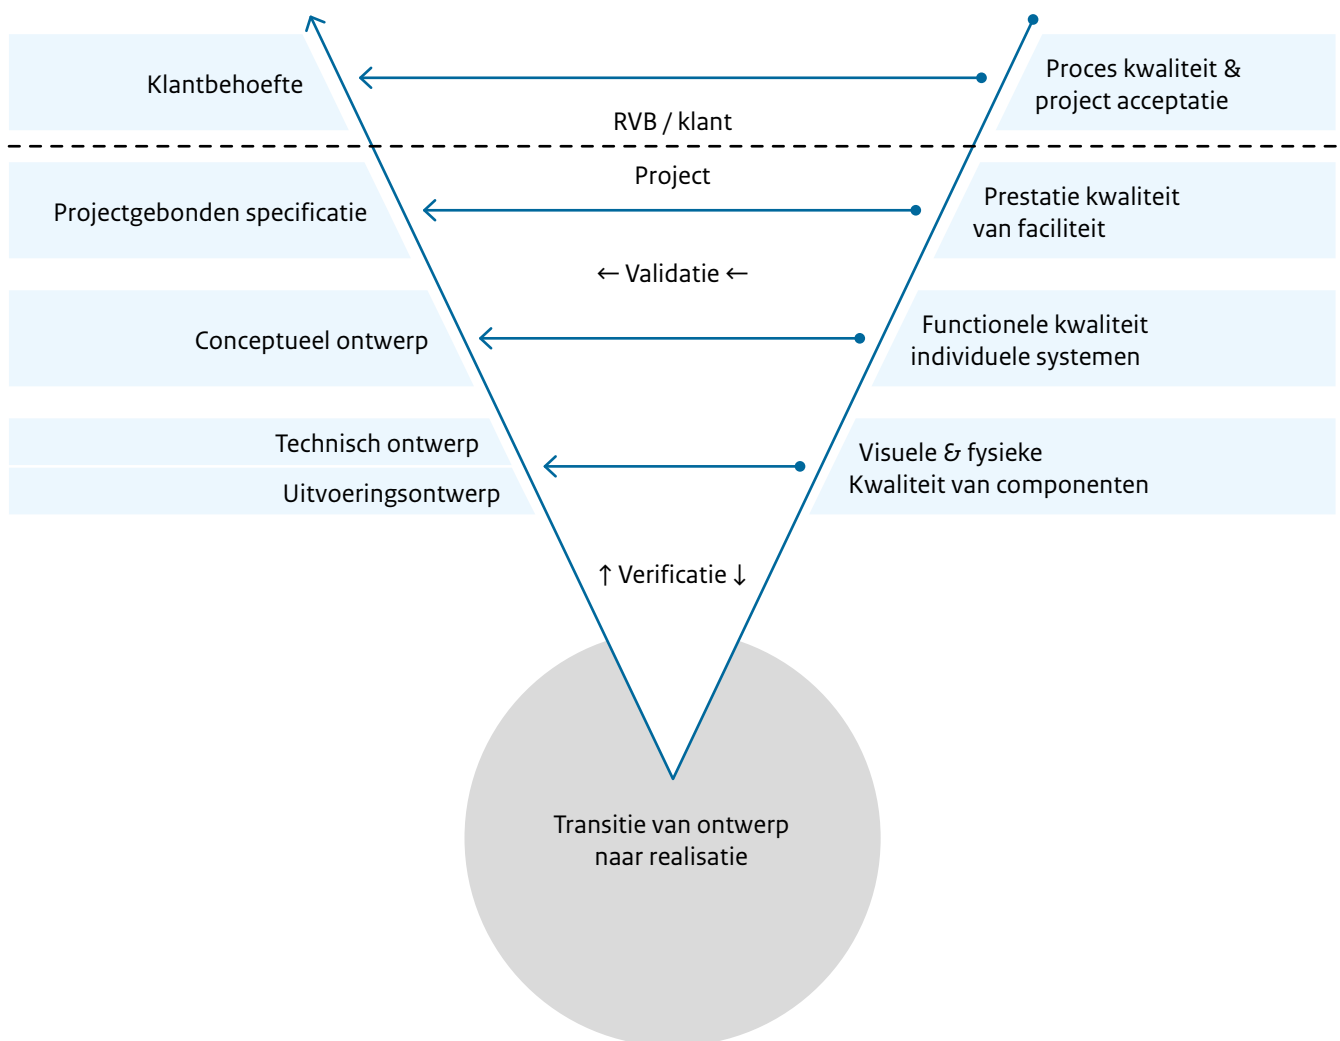 Klantbehoefte
Proces kwaliteit &
project acceptatie
RVB / klant
Project
Projectgebonden specificatie
Prestatie kwaliteit
van faciliteit
← Validatie ←
Conceptueel ontwerp
Functionele kwaliteit
individuele systemen
Technisch ontwerp
Uitvoeringsontwerp
Visuele & fysieke
Kwaliteit van componenten
↑ Verificatie ↓
Transitie van ontwerp
naar realisatie